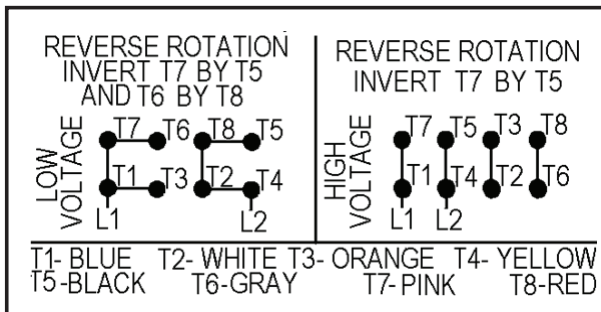 REVERSE ROTATION
INVERT T7 BY T5
AND T6 BY T8
LOW
VOLTAGE
T7 T6 T8 T5
T1 T3 T2 T4
L1 L2
REVERSE ROTATION
INVERT T7 BY T5
HIGH
VOLTAGE
T7 T5 T3 T8
T1 T4 T2 T6
L1 L2
T1- BLUE T2- WHITE T3- ORANGE T4- YELLOW
T5-BLACK T6-GRAY T7-PINK T8-RED